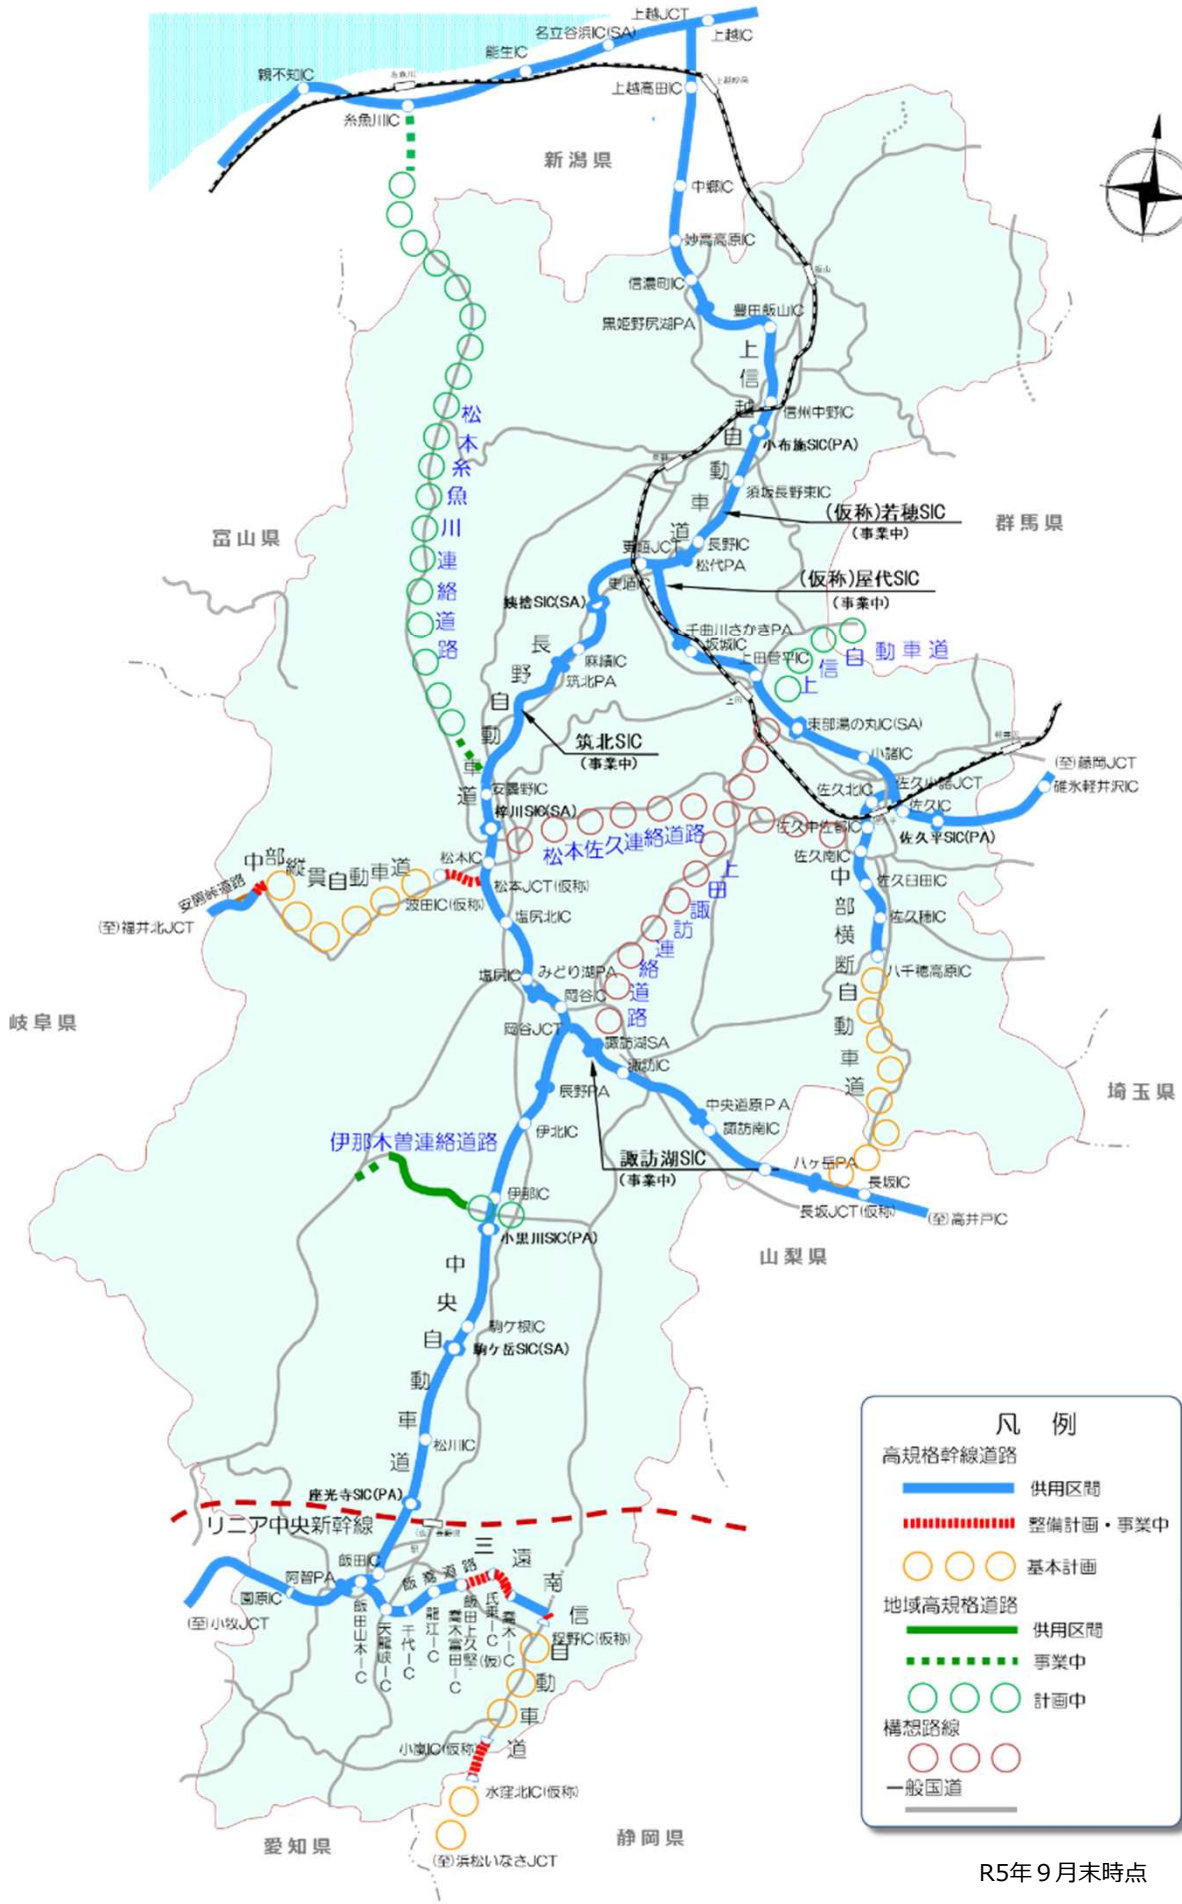 上越JCT
上越IC
名立谷浜IC(SA)
能生IC
親不知IC
糸魚川
上越妙高
糸魚川IC
上越高田IC
新潟県
中郷IC
妙高高原IC
信濃町IC
黒姫野尻湖PA
豊田飯山IC
飯山
上信越自動車道
信州中野IC
小布施SIC(PA)
須坂長野東IC
(仮称)若穂SIC
(事業中)
群馬県
富山県
松本糸魚川連絡道路
更埴JCT
長野IC
松代PA
更埴IC
(仮称)屋代SIC
(事業中)
姨捨SIC(SA)
千曲川さかきPA
坂城IC
上田菅平IC
上信自動車道
長野自動車道
麻績IC
筑北PA
上田
東部湯の丸IC(SA)
筑北SIC
(事業中)
小諸IC
軽井沢
(至)藤岡JCT
碓氷軽井沢IC
佐久小諸JCT
佐久北IC
安曇野IC
梓川SIC(SA)
佐久IC
佐久平SIC(PA)
佐久中佐都IC
松本佐久連絡道路
佐久南IC
中部縦貫自動車道
松本IC
安房峠道路
松本JCT(仮称)
波田IC(仮称)
(至)福井北JCT
上田諏訪連絡道路
佐久臼田IC
中部横断自動車道
佐久穂IC
塩尻北IC
八千穂高原IC
塩尻IC
みどり湖PA
岡谷IC
岐阜県
岡谷JCT
諏訪湖SA
諏訪IC
辰野PA
中央道原PA
諏訪南IC
埼玉県
伊北IC
伊那木曽連絡道路
諏訪湖SIC
(事業中)
八ヶ岳PA
長坂IC
長坂JCT(仮称)
(至)高井戸IC
伊那IC
小黒川SIC(PA)
山梨県
中央自動車道
駒ケ根IC
駒ケ岳SIC(SA)
松川IC
座光寺SIC(PA)
リニア中央新幹線
飯田IC
阿智PA
園原IC
(至)小牧JCT
飯喬道路
三遠南信自動車道
飯田山本IC
天龍峡IC
千代IC
龍江IC
喬木富田IC
飯田上久堅・
氏乗IC(仮)
喬木IC
程野IC(仮称)
小嵐IC(仮称)
水窪北IC(仮称)
(至)浜松いなさJCT
愛知県
静岡県
凡 例
高規格幹線道路
供用区間
整備計画・事業中
基本計画
地域高規格道路
供用区間
事業中
計画中
構想路線
一般国道
R5年9月末時点